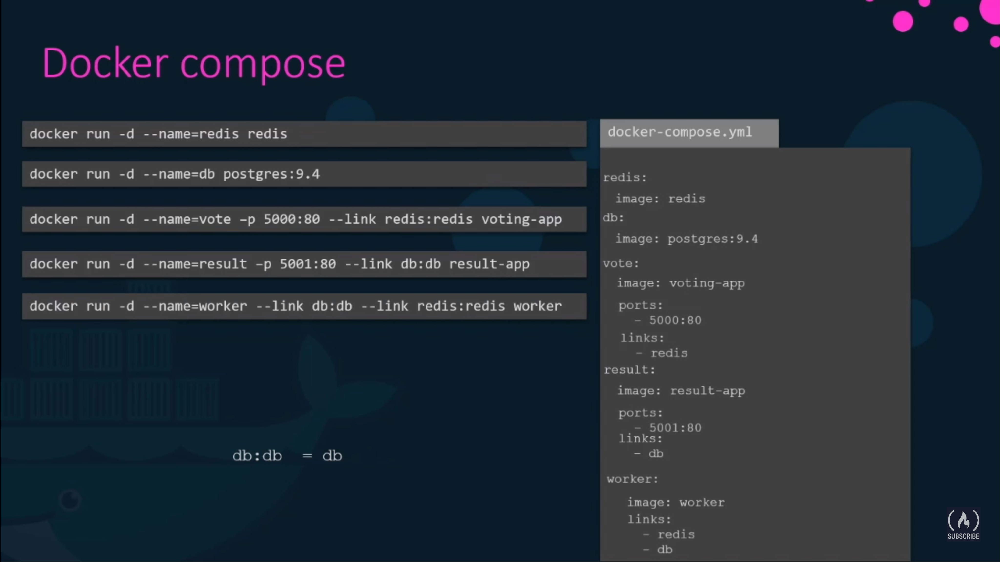 Docker compose
docker run -d --name=redis redis
docker run -d --name=db postgres:9.4
docker run -d --name=vote –p 5000:80 --link redis:redis voting-app
docker run -d --name=result –p 5001:80 --link db:db result-app
docker run -d --name=worker --link db:db --link redis:redis worker
db:db = db
docker-compose.yml
redis:
image: redis
db:
image: postgres:9.4
vote:
image: voting-app
ports:
- 5000:80
links:
- redis
result:
image: result-app
ports:
- 5001:80
links:
- db
worker:
image: worker
links:
- redis
- db
SUBSCRIBE